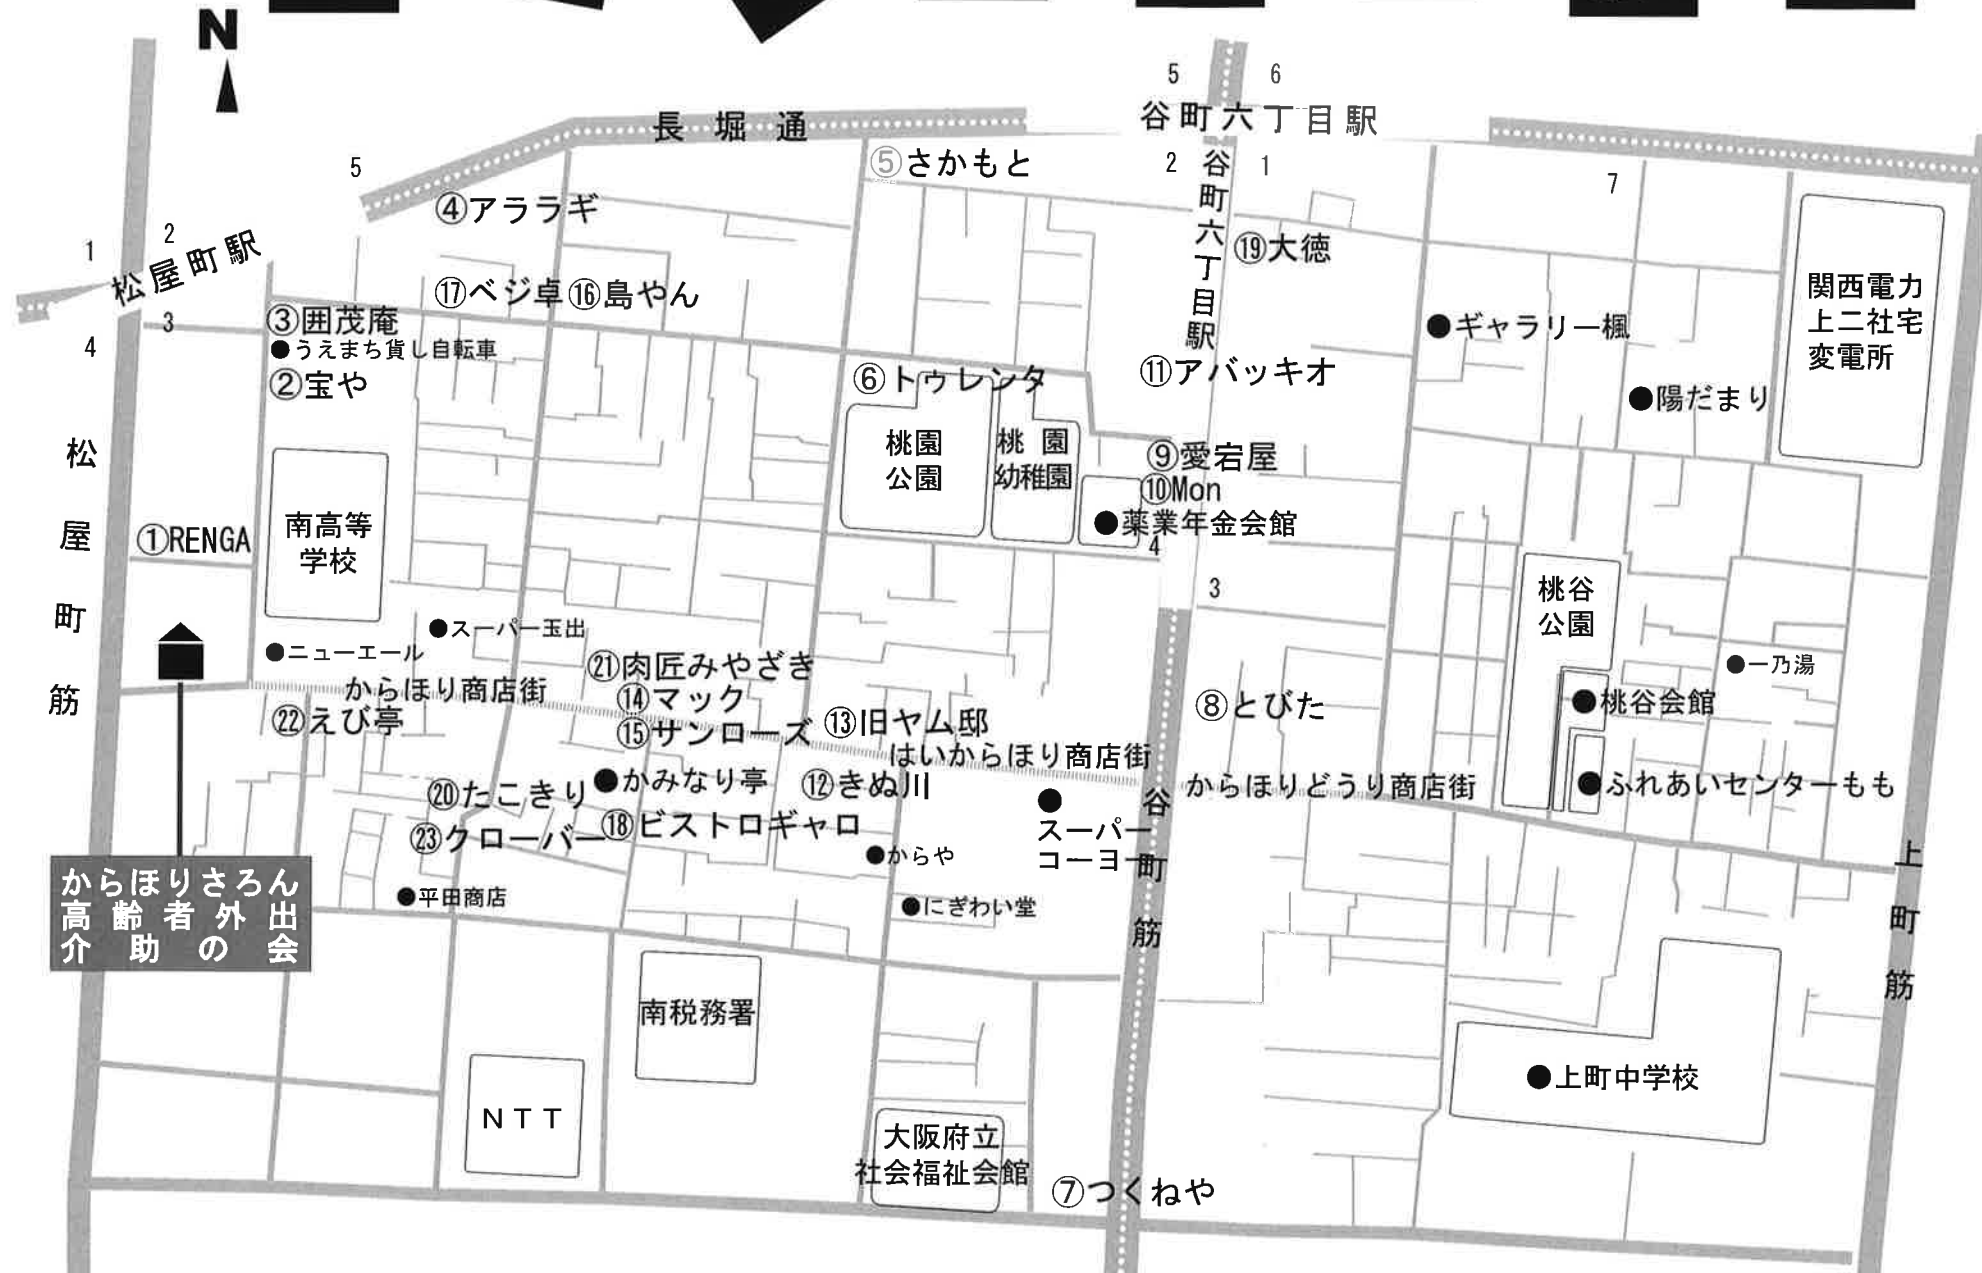 N
長堀通
5
6
谷町六丁目駅
⑤さかもと
2
谷町六丁目駅
1
7
5
④アララギ
1
2
松屋町駅
3
4
⑲大徳
⑰ベジ卓
⑯島やん
③囲茂庵
●うえまち貸し自転車
②宝や
●ギャラリー楓
関西電力
上二社宅
変電所
⑥トゥレンタ
⑪アバッキオ
●陽だまり
桃園
公園
桃園
幼稚園
⑨愛宕屋
⑩Mon
●薬業年金会館
4
3
松屋町筋
①RENGA
南高等
学校
桃谷
公園
●スーパー玉出
●ニューエール
からほり商店街
㉑肉匠みやざき
⑭マック
⑮サンローズ
⑬旧ヤム邸
はいからほり商店街
⑧とびた
●一乃湯
●桃谷会館
㉒えび亭
●かみなり亭
⑫きぬ川
⑳たこきり
㉓クローバー
⑱ビストロギャロ
●スーパー
コーヨー
からほりどうり商店街
●ふれあいセンターもも
谷町筋
上町筋
●からや
●平田商店
●にぎわい堂
からほりさろん
高齢者外出
介助の会
南税務署
NTT
大阪府立
社会福祉会館
⑦つくねや
●上町中学校